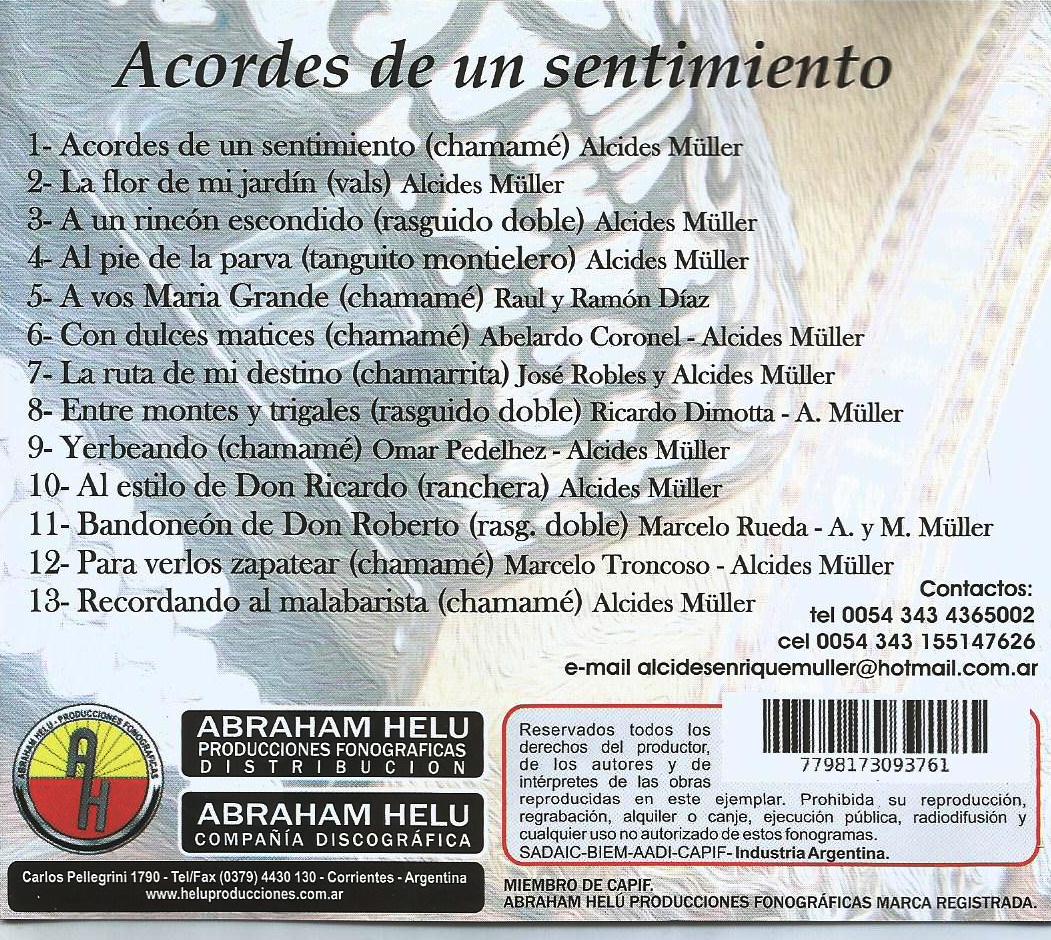 Acordes de un sentimiento
1- Acordes de un sentimiento (chamamé) Alcides Müller
2- La flor de mi jardín (vals) Alcides Müller
3- A un rincón escondido (rasguido doble) Alcides Müller
4- Al pie de la parva (tanguito montielero) Alcides Müller
5- A vos Maria Grande (chamamé) Raul y Ramón Díaz
6- Con dulces matices (chamamé) Abelardo Coronel - Alcides Müller
7- La ruta de mi destino (chamarrita) José Robles y Alcides Müller
8- Entre montes y trigales (rasguido doble) Ricardo Dimotta - A. Müller
9- Yerbeando (chamamé) Omar Pedelhez - Alcides Müller
10- Al estilo de Don Ricardo (ranchera) Alcides Müller
11- Bandoneón de Don Roberto (rasg. doble) Marcelo Rueda - A. y M. Müller
12- Para verlos zapatear (chamamé) Marcelo Troncoso - Alcides Müller
13- Recordando al malabarista (chamamé) Alcides Müller
Contactos:
tel 0054 343 4365002
cel 0054 343 155147626
e-mail alcidesenriquemuller@hotmail.com.ar
ABRAHAM HELU - PRODUCCIONES FONOGRAFICAS
AH
ABRAHAM HELU
PRODUCCIONES FONOGRAFICAS
DISTRIBUCION
ABRAHAM HELU
COMPAÑÍA DISCOGRÁFICA
Carlos Pellegrini 1790 - Tel/Fax (0379) 4430 130 - Corrientes - Argentina
www.heluproducciones.com.ar
Reservados todos los
derechos del productor,
de los autores y de
intérpretes de las obras
reproducidas en este ejemplar. Prohibida su reproducción,
regrabación, alquiler o canje, ejecución pública, radiodifusión y
cualquier uso no autorizado de estos fonogramas.
SADAIC-BIEM-AADI-CAPIF- Industria Argentina.
7798173093761
MIEMBRO DE CAPIF.
ABRAHAM HELÚ PRODUCCIONES FONOGRÁFICAS MARCA REGISTRADA.